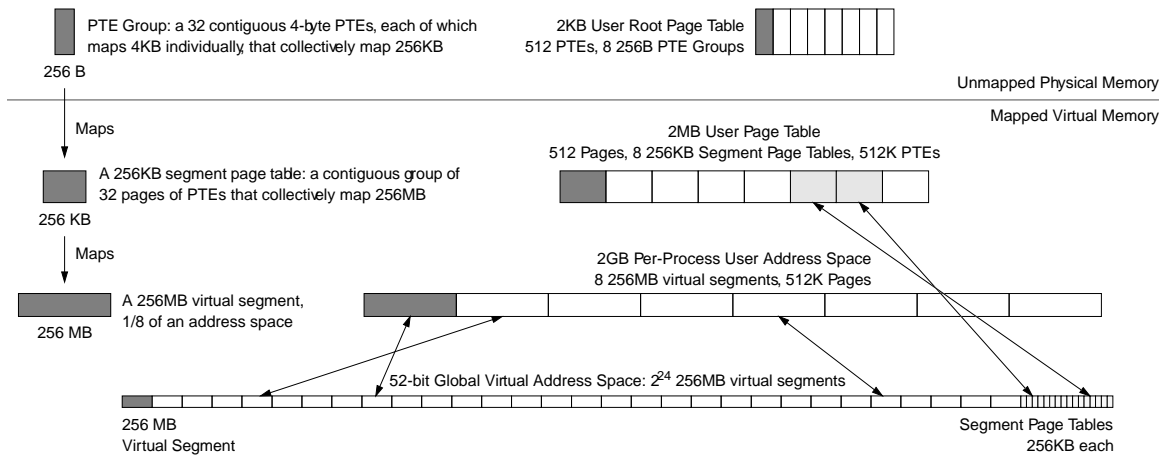 PTE Group: a 32 contiguous 4-byte PTEs, each of which
maps 4KB individually, that collectively map 256KB
256 B
2KB User Root Page Table
512 PTEs, 8 256B PTE Groups
Unmapped Physical Memory
Mapped Virtual Memory
Maps
2MB User Page Table
512 Pages, 8 256KB Segment Page Tables, 512K PTEs
A 256KB segment page table: a contiguous group of
32 pages of PTEs that collectively map 256MB
256 KB
Maps
2GB Per-Process User Address Space
8 256MB virtual segments, 512K Pages
A 256MB virtual segment,
1/8 of an address space
256 MB
52-bit Global Virtual Address Space: 2²⁴ 256MB virtual segments
256 MB
Virtual Segment
Segment Page Tables
256KB each